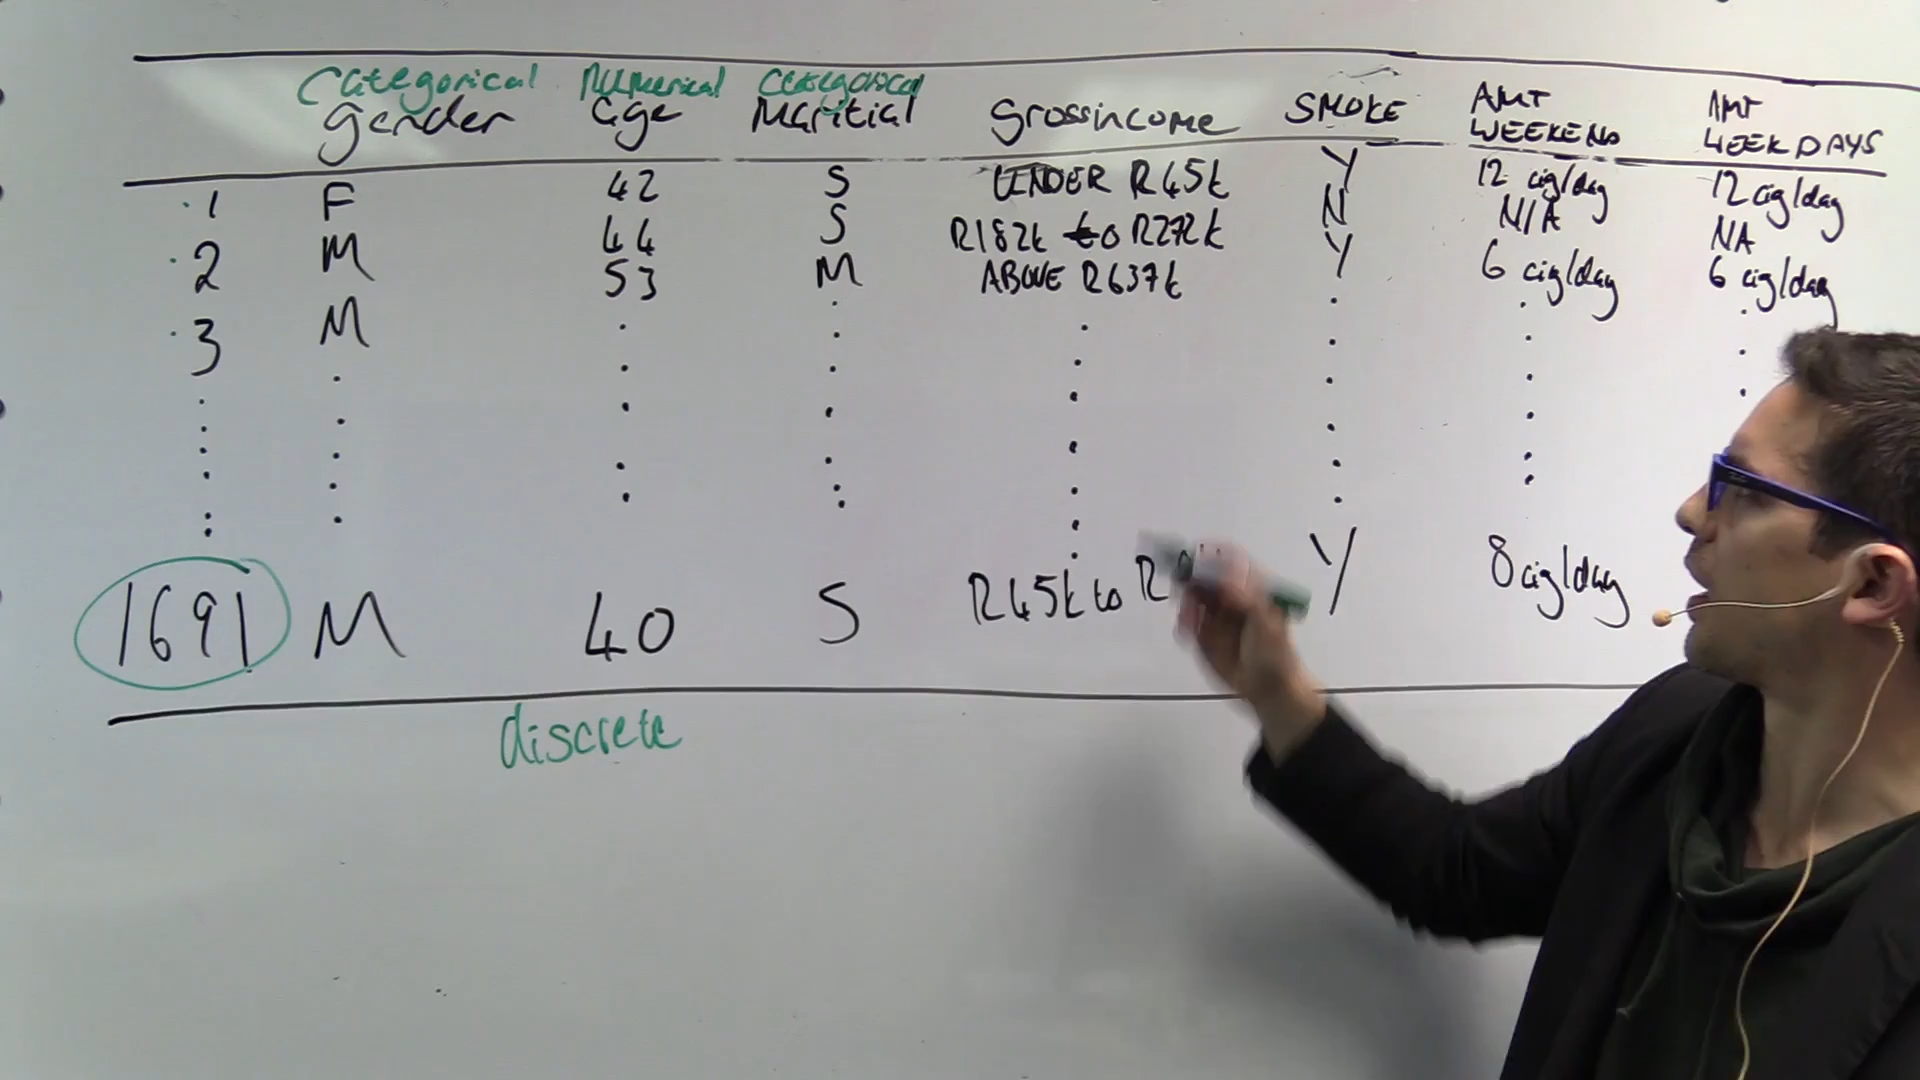 Categorical Numerical Categorical
gender age Maritial grossincome SMOKE AMT WEEKEND AMT WEEKDAYS
1 F 42 S UNDER R45k Y 12 cig/day 12 cig/day
2 M 44 S R182k to R272k N N/A NA
3 M 53 M ABOVE R637k Y 6 cig/day 6 cig/day
1691 M 40 S R45k to R Y 8 cig/day
discrete